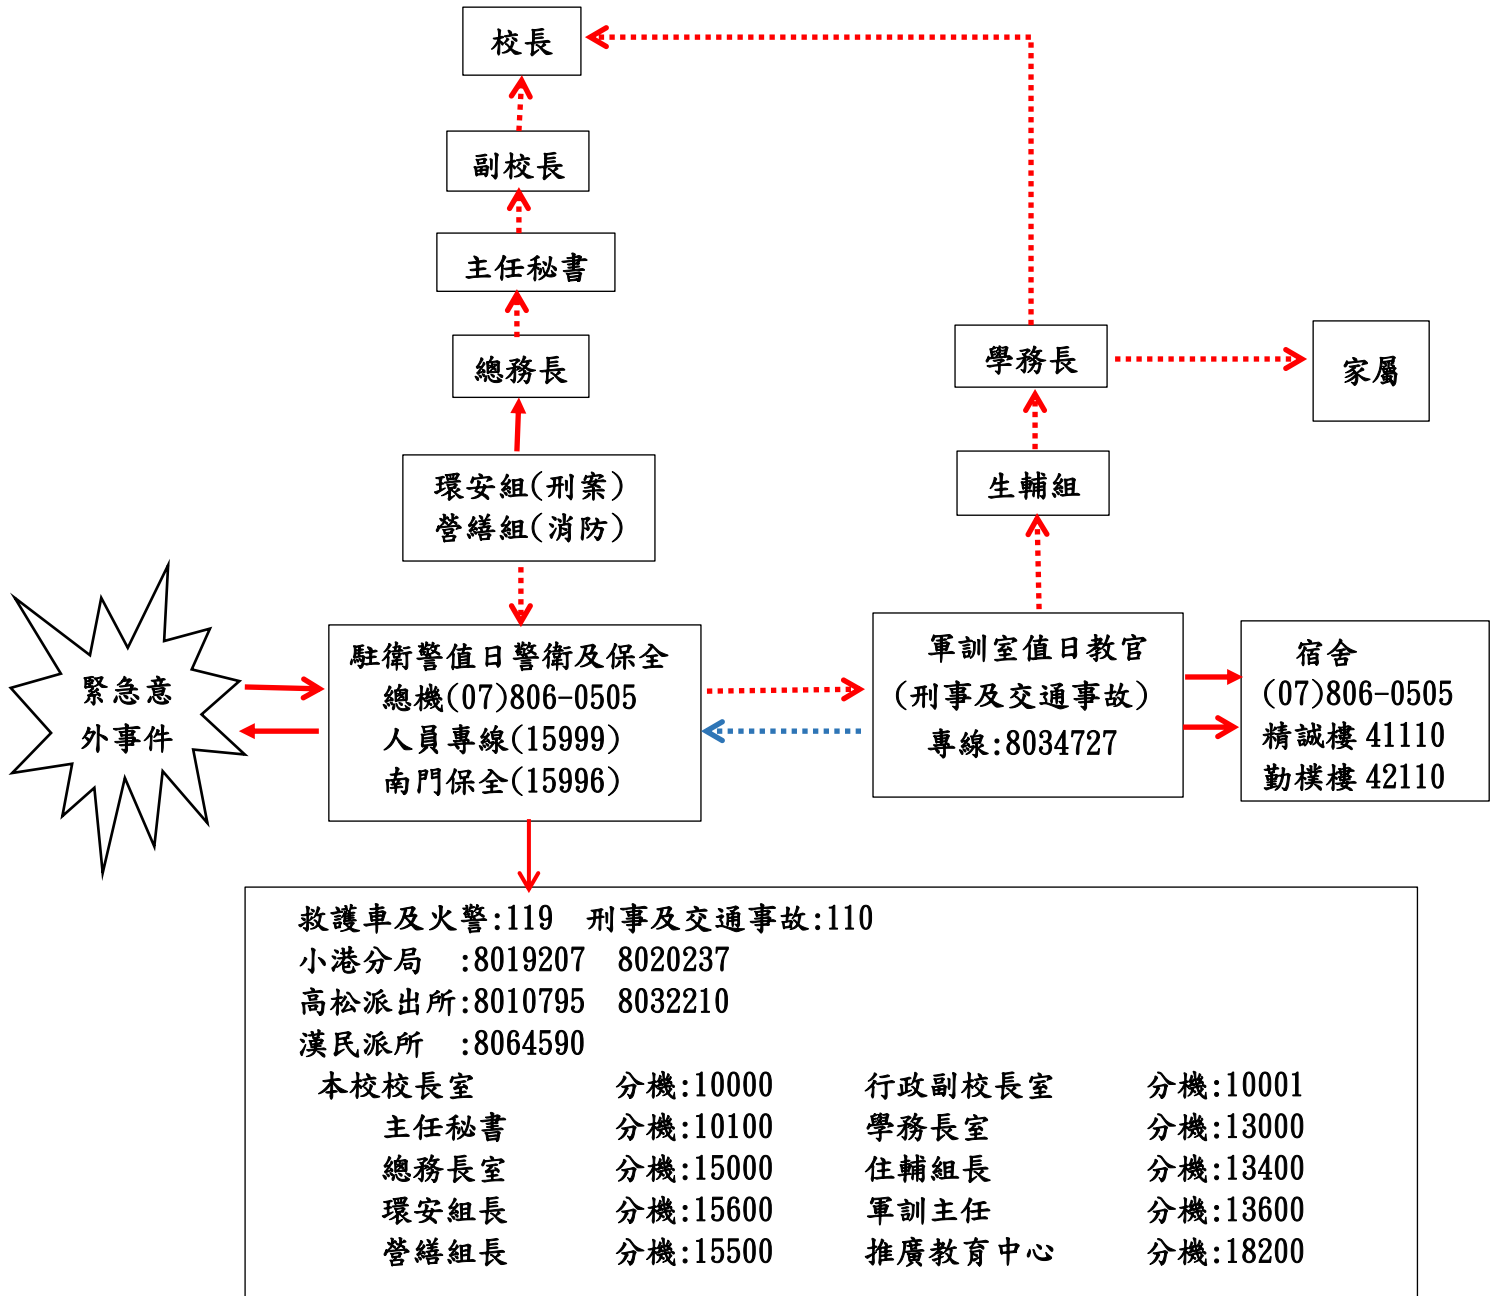 校長
副校長
主任秘書
總務長
學務長
家屬
環安組(刑案)
營繕組(消防)
生輔組
緊急意
外事件
駐衛警值日警衛及保全
總機(07)806-0505
人員專線(15999)
南門保全(15996)
軍訓室值日教官
(刑事及交通事故)
專線:8034727
宿舍
(07)806-0505
精誠樓 41110
勤樸樓 42110
救護車及火警:119 刑事及交通事故:110
小港分局 :8019207 8020237
高松派出所:8010795 8032210
漢民派所 :8064590
本校校長室 分機:10000 行政副校長室 分機:10001
主任秘書 分機:10100 學務長室 分機:13000
總務長室 分機:15000 住輔組長 分機:13400
環安組長 分機:15600 軍訓主任 分機:13600
營繕組長 分機:15500 推廣教育中心 分機:18200